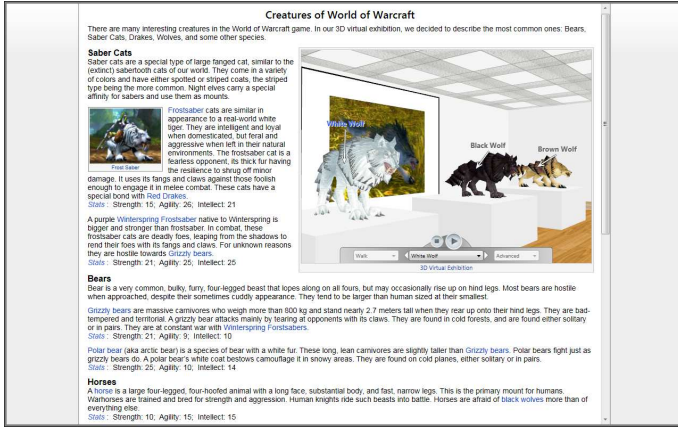 Creatures of World of Warcraft
There are many interesting creatures in the World of Warcraft game. In our 3D virtual exhibition, we decided to describe the most common ones: Bears,
Saber Cats, Drakes, Wolves, and some other species.
Saber Cats
Saber cats are a special type of large fanged cat, similar to the
(extinct) sabertooth cats of our world. They come in a variety
of colors and have either spotted or striped coats, the striped
type being the more common. Night elves carry a special
affinity for sabers and use them as mounts.
Frostsaber cats are similar in
appearance to a real-world white
tiger. They are intelligent and loyal
when domesticated, but feral and
aggressive when left in their natural
environments. The frostsaber cat is a
fearless opponent, its thick fur having
the resilience to shrug off minor
Frost Saber
damage. It uses its fangs and claws against those foolish
enough to engage it in melee combat. These cats have a
special bond with Red Drakes.
Stats : Strength: 15; Agility: 26; Intellect: 21
A purple Winterspring Frostsaber native to Winterspring is
bigger and stronger than frostsaber. In combat, these
frostsaber cats are deadly foes, leaping from the shadows to
rend their foes with its fangs and claws. For unknown reasons
they are hostile towards Grizzly bears.
Stats : Strength: 21; Agility: 25; Intellect: 25
White Wolf
Black Wolf
Brown Wolf
Walk
White Wolf
Advanced
3D Virtual Exhibition
Bears
Bear is a very common, bulky, furry, four-legged beast that lopes along on all fours, but may occasionally rise up on hind legs. Most bears are hostile
when approached, despite their sometimes cuddly appearance. They tend to be larger than human sized at their smallest.
Grizzly bears are massive carnivores who weigh more than 800 kg and stand nearly 2.7 meters tall when they rear up onto their hind legs. They are bad-
tempered and territorial. A grizzly bear attacks mainly by tearing at opponents with its claws. They are found in cold forests, and are found either solitary
or in pairs. They are at constant war with Winterspring Forstsabers.
Stats : Strength: 21; Agility: 9; Intellect: 10
Polar bear (aka arctic bear) is a species of bear with a white fur. These long, lean carnivores are slightly taller than Grizzly bears. Polar bears fight just as
grizzly bears do. A polar bear's white coat bestows camouflage it in snowy areas. They are found on cold planes, either solitary or in pairs.
Stats : Strength: 25; Agility: 10; Intellect: 14
Horses
A horse is a large four-legged, four-hoofed animal with a long face, substantial body, and fast, narrow legs. This is the primary mount for humans.
Warhorses are trained and bred for strength and aggression. Human knights ride such beasts into battle. Horses are afraid of black wolves more than of
everything else.
Stats : Strength: 10; Agility: 15; Intellect: 15